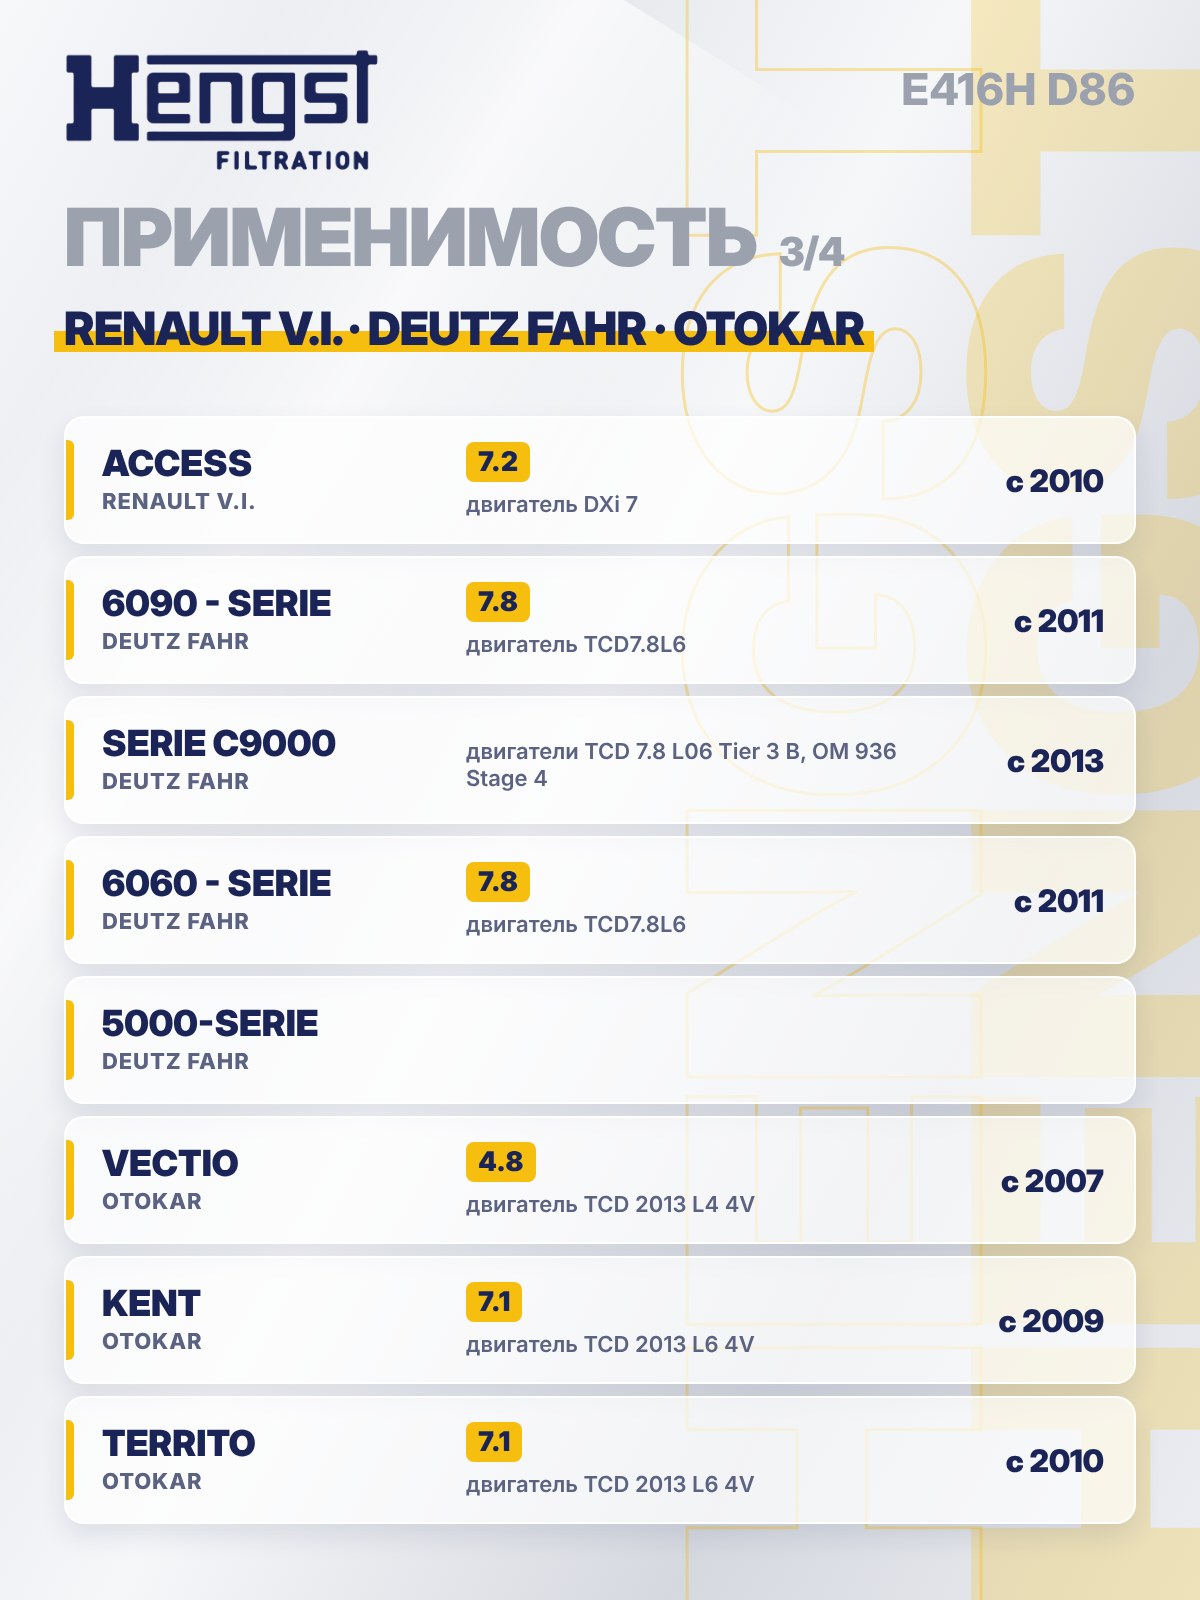 Hengst
FILTRATION
E416H D86
ПРИМЕНИМОСТЬ 3/4
RENAULT V.I. · DEUTZ FAHR · OTOKAR
ACCESS
RENAULT V.I.
7.2
двигатель DXi 7
с 2010
6090 - SERIE
DEUTZ FAHR
7.8
двигатель TCD7.8L6
с 2011
SERIE C9000
DEUTZ FAHR
двигатели TCD 7.8 L06 Tier 3 B, OM 936
Stage 4
с 2013
6060 - SERIE
DEUTZ FAHR
7.8
двигатель TCD7.8L6
с 2011
5000-SERIE
DEUTZ FAHR
VECTIO
OTOKAR
4.8
двигатель TCD 2013 L4 4V
с 2007
KENT
OTOKAR
7.1
двигатель TCD 2013 L6 4V
с 2009
TERRITO
OTOKAR
7.1
двигатель TCD 2013 L6 4V
с 2010
HENGST
HENGST